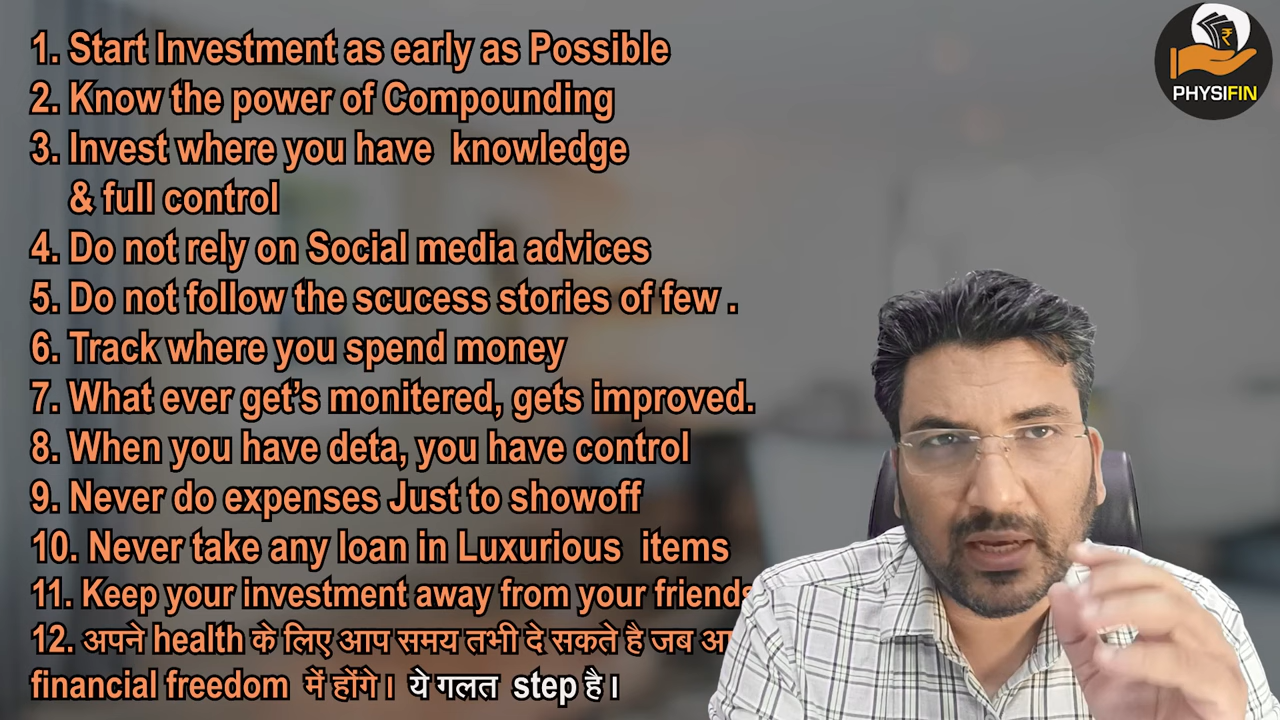 1. Start Investment as early as Possible
2. Know the power of Compounding
3. Invest where you have knowledge
& full control
4. Do not rely on Social media advices
5. Do not follow the scucess stories of few .
6. Track where you spend money
7. What ever get’s monitered, gets improved.
8. When you have deta, you have control
9. Never do expenses Just to showoff
10. Never take any loan in Luxurious items
11. Keep your investment away from your friends
12. अपने health के लिए आप समय तभी दे सकते है जब
financial freedom में होंगे। ये गलत step है।
₹
PHYSIFIN